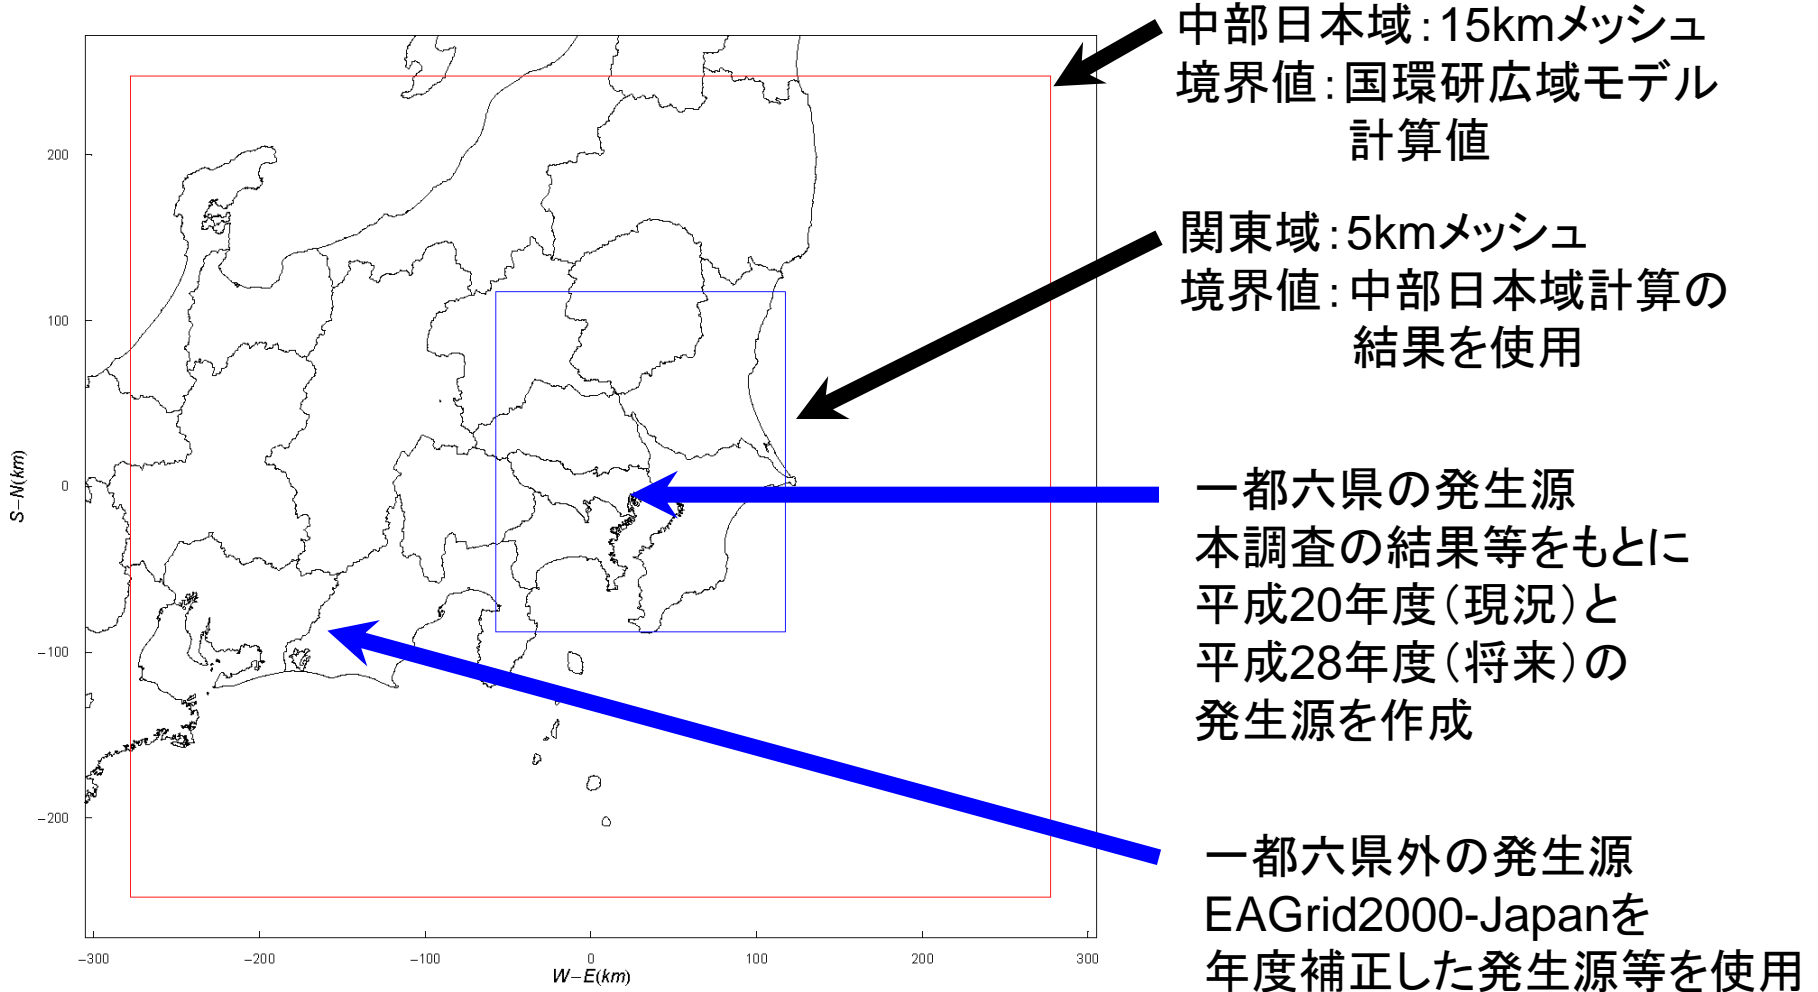 中部日本域：15kmメッシュ
境界値：国環研広域モデル
計算値
関東域：5kmメッシュ
境界値：中部日本域計算の
結果を使用
一都六県の発生源
本調査の結果等をもとに
平成20年度（現況）と
平成28年度（将来）の
発生源を作成
一都六県外の発生源
EAGrid2000-Japanを
年度補正した発生源等を使用
200
100
0
−100
−200
S−N(km)
−300
−200
−100
0
100
200
300
W−E(km)